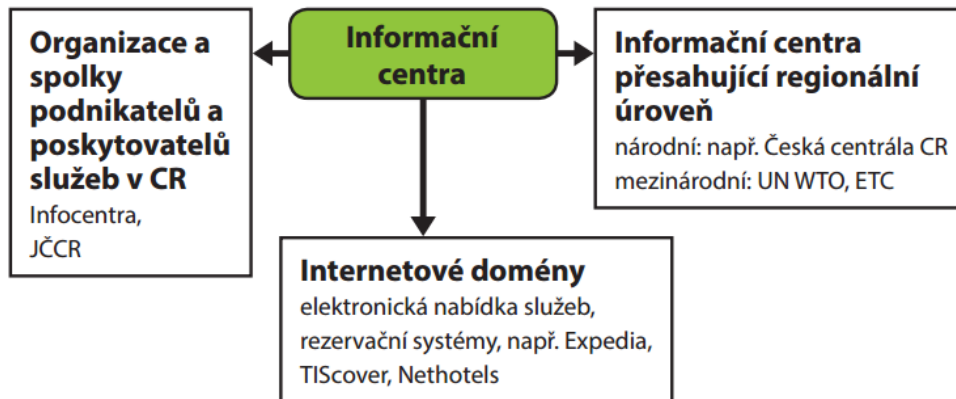 Informační
centra
Organizace a
spolky
podnikatelů a
poskytovatelů
služeb v CR
Infocentra,
JČCR
Informační centra
přesahující regionální
úroveň
národní: např. Česká centrála CR
mezinárodní: UN WTO, ETC
Internetové domény
elektronická nabídka služeb,
rezervační systémy, např. Expedia,
TIScover, Nethotels